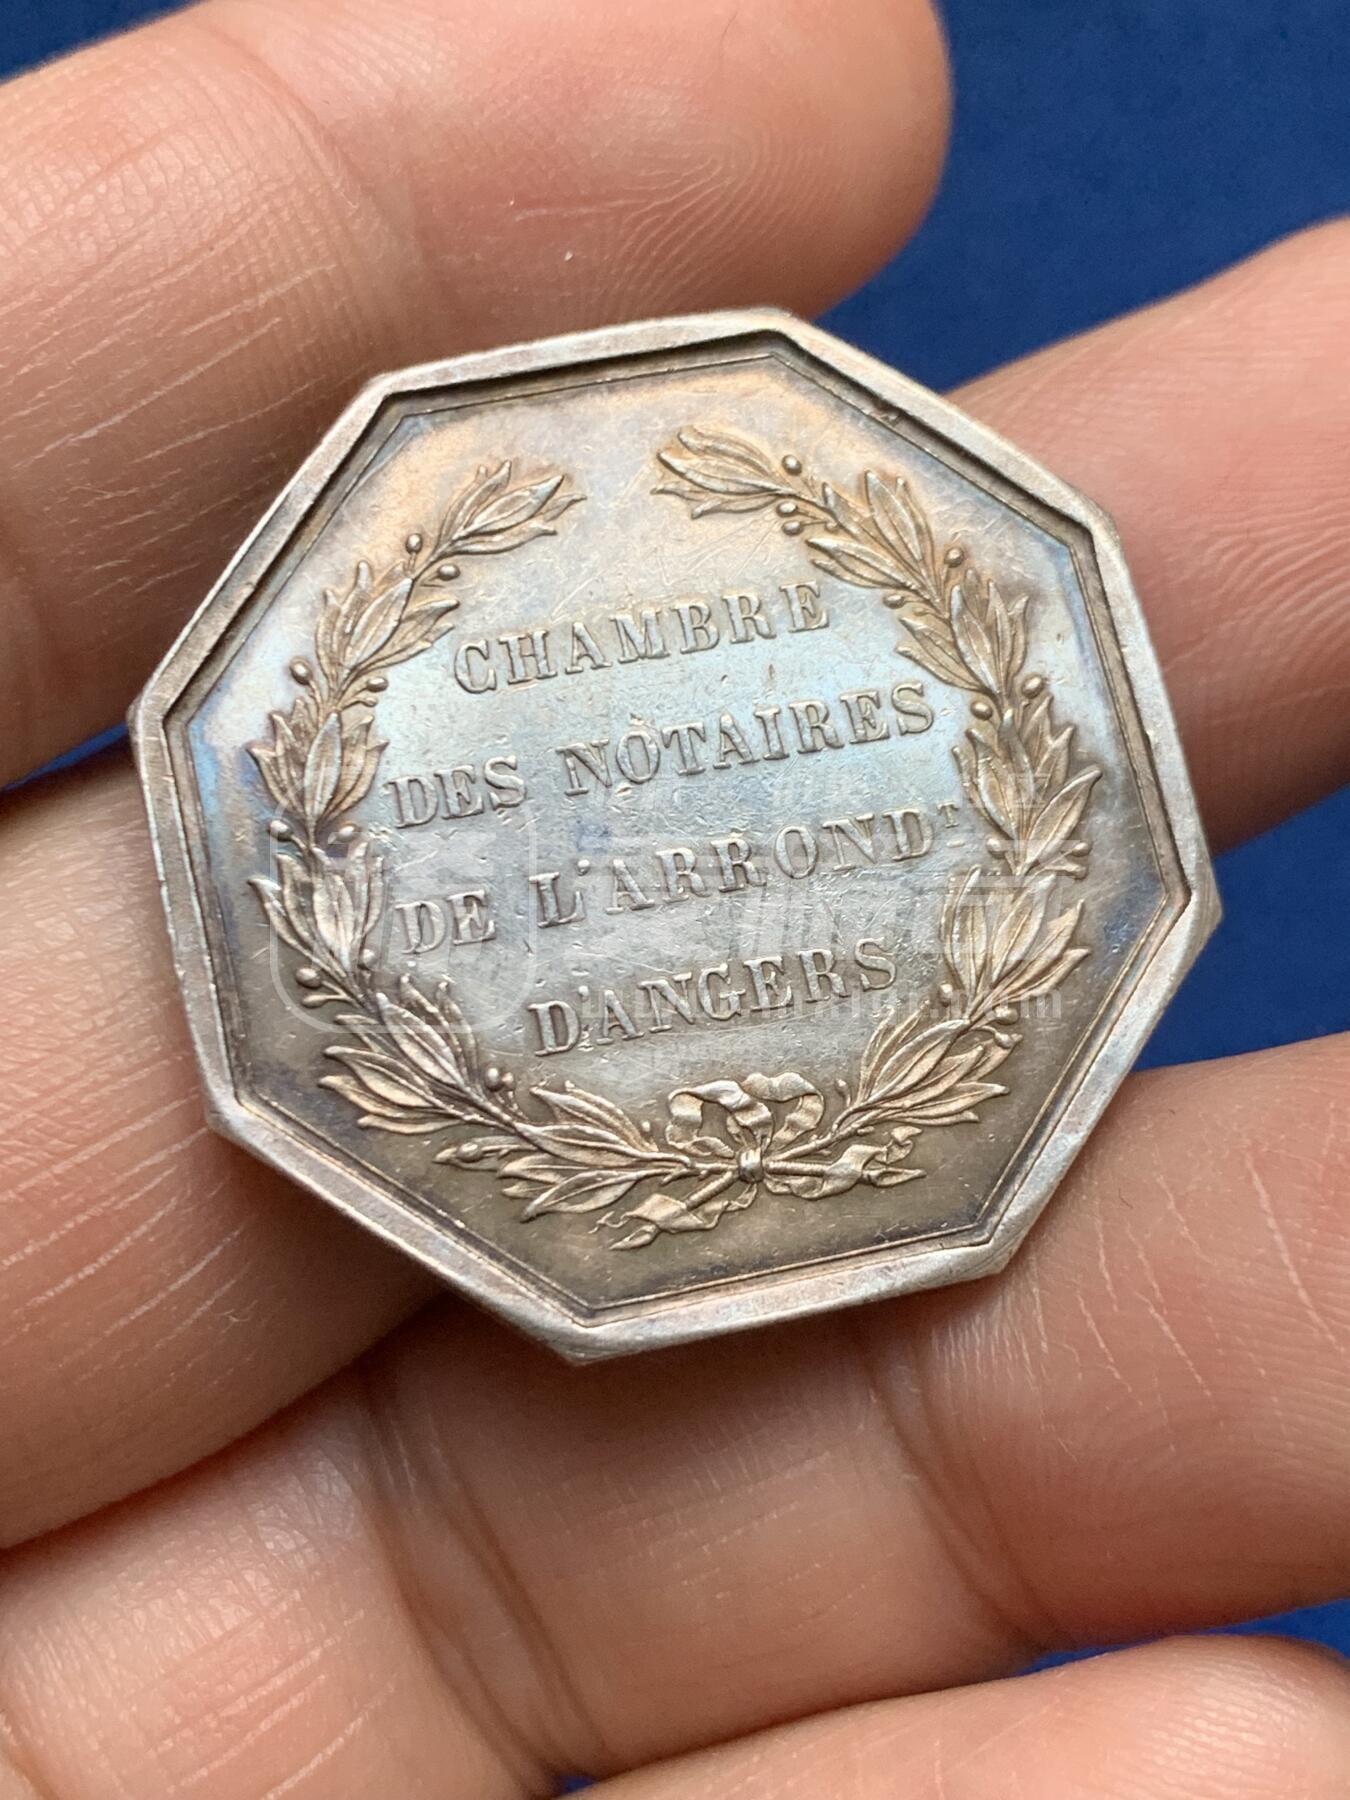 CHAMBRE
DES NOTAIRES
DE L'ARRONDT
D'ANGERS